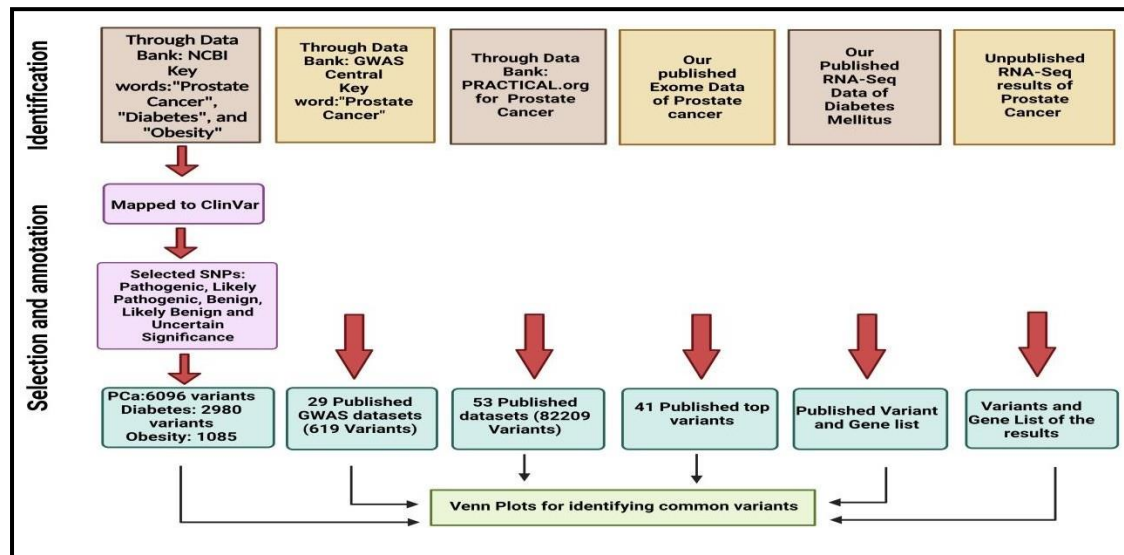 Identification
Through Data
Bank: NCBI
Key
words:"Prostate
Cancer",
"Diabetes", and
"Obesity"
Through Data
Bank: GWAS
Central
Key
word:"Prostate
Cancer"
Through Data
Bank:
PRACTICAL.org
for Prostate
Cancer
Our
published
Exome Data
of Prostate
cancer
Our
Published
RNA-Seq
Data of
Diabetes
Mellitus
Unpublished
RNA-Seq
results of
Prostate
Cancer
Selection and annotation
Mapped to ClinVar
Selected SNPs:
Pathogenic, Likely
Pathogenic, Benign,
Likely Benign and
Uncertain
Significance
PCa:6096 variants
Diabetes: 2980
variants
Obesity: 1085
29 Published
GWAS datasets
(619 Variants)
53 Published
datasets (82209
Variants)
41 Published top
variants
Published Variant
and Gene list
Variants and
Gene List of the
results
Venn Plots for identifying common variants